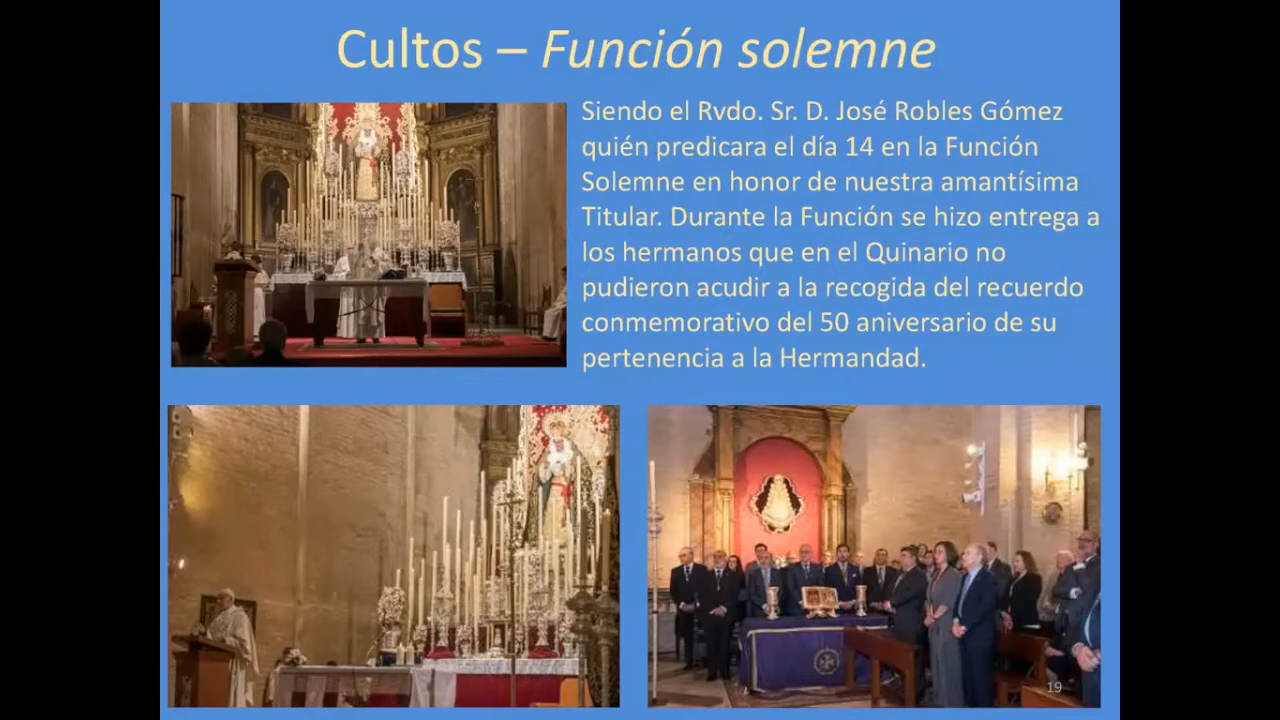 Cultos – Función solemne
Siendo el Rvdo. Sr. D. José Robles Gómez
quién predicara el día 14 en la Función
Solemne en honor de nuestra amantísima
Titular. Durante la Función se hizo entrega a
los hermanos que en el Quinario no
pudieron acudir a la recogida del recuerdo
conmemorativo del 50 aniversario de su
pertenencia a la Hermandad.
19